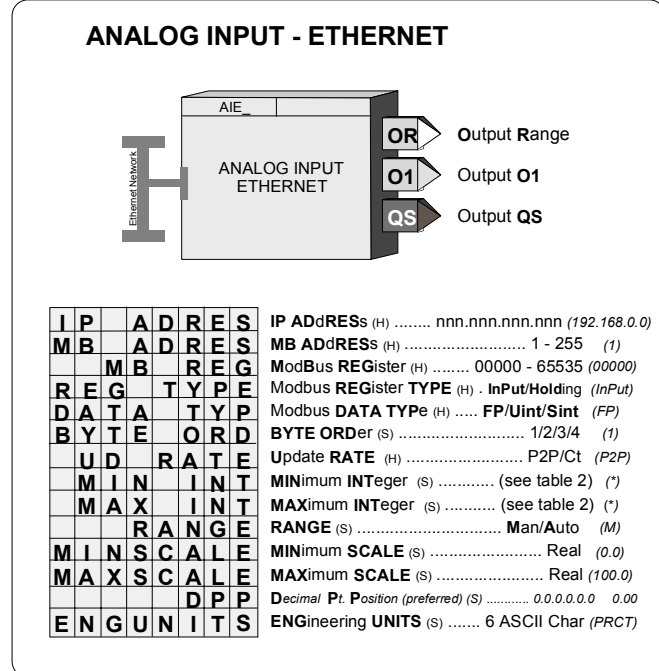 ANALOG INPUT - ETHERNET
AIE_
Ethernet Network
ANALOG INPUT
ETHERNET
OR Output Range
O1 Output O1
QS Output QS
IP ADRES IP ADdRESs (H) ........ nnn.nnn.nnn.nnn (192.168.0.0)
MB ADRES MB ADdRESs (H) ......................... 1 - 255 (1)
MB REG ModBus REGister (H) ........ 00000 - 65535 (00000)
REG TYPE Modbus REGister TYPE (H) . InPut/Holding (InPut)
DATA TYP Modbus DATA TYPe (H) ..... FP/Uint/Sint (FP)
BYTE ORD BYTE ORDer (S) ............................ 1/2/3/4 (1)
UD RATE Update RATE (H) ........................... P2P/Ct (P2P)
MIN INT MINimum INTeger (S) ........... (see table 2) (*)
MAX INT MAXimum INTeger (S) ........... (see table 2) (*)
RANGE RANGE (S) ................................. Man/Auto (M)
MINSCALE MINimum SCALE (S) ....................... Real (0.0)
MAXSCALE MAXimum SCALE (S) ...................... Real (100.0)
DPP Decimal Pt. Position (preferred) (S) ............ 0.0.0.0.0.0 0.00
ENGUNITS ENGineering UNITS (S) ....... 6 ASCII Char (PRCT)